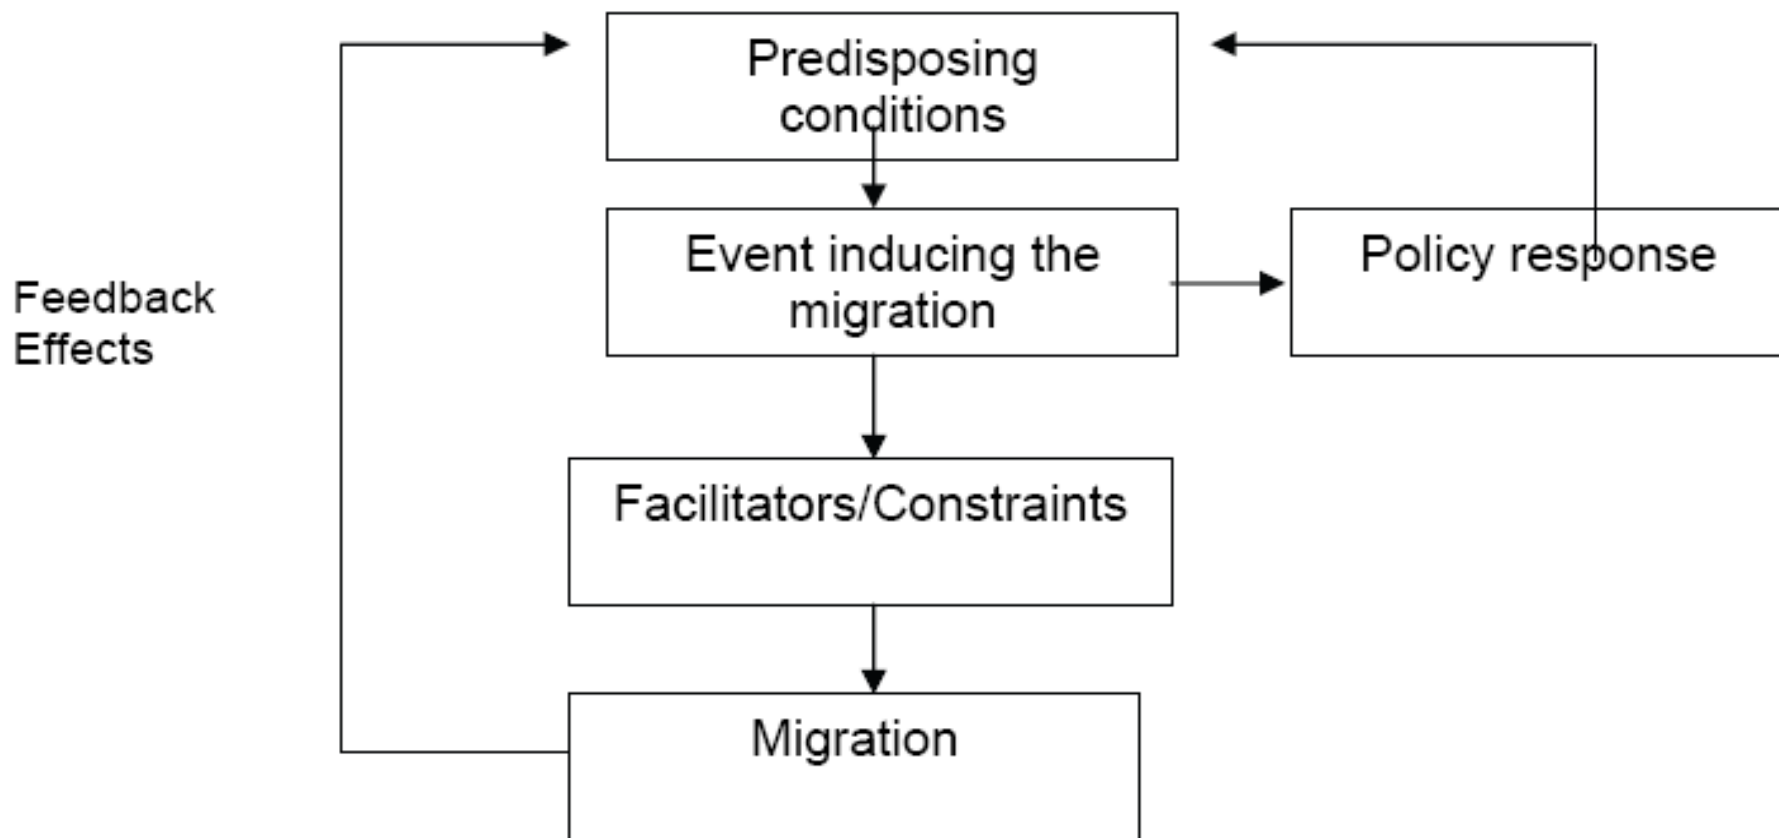 Predisposing
conditions
Event inducing the
migration
Policy response
Feedback
Effects
Facilitators/Constraints
Migration